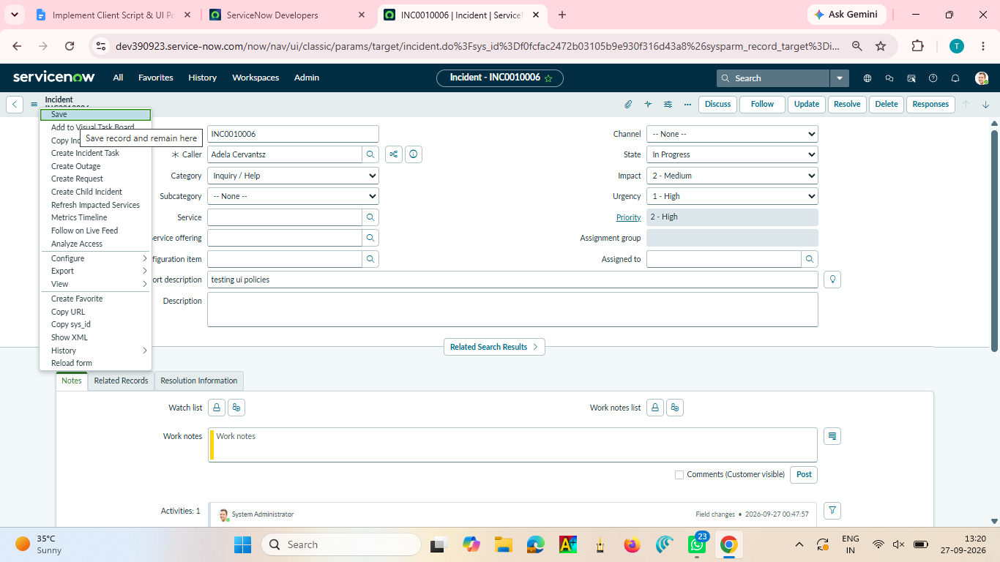 Implement Client Script & UI Po
ServiceNow Developers
INC0010006 | Incident | Service
Ask Gemini
dev390923.service-now.com/now/nav/ui/classic/params/target/incident.do%3Fsys_id%3Df0fcfac2472b03105b9e930f316d43a8%26sysparm_record_target%3Di...
T
servicenow
All
Favorites
History
Workspaces
Admin
Incident - INC0010006
Search
Incident
Discuss
Follow
Update
Resolve
Delete
Responses
Save
Add to Visual Task Board
Save record and remain here
Copy Inc
Create Incident Task
Create Outage
Create Request
Create Child Incident
Refresh Impacted Services
Metrics Timeline
Follow on Live Feed
Analyze Access
Configure
Export
View
Create Favorite
Copy URL
Copy sys_id
Show XML
History
Reload form
INC0010006
Caller
Adela Cervantsz
Category
Inquiry / Help
Subcategory
-- None --
Service
ervice offering
figuration item
ort description
testing ui policies
Description
Channel
-- None --
State
In Progress
Impact
2 - Medium
Urgency
1 - High
Priority
2 - High
Assignment group
Assigned to
Related Search Results
Notes
Related Records
Resolution Information
Watch list
Work notes list
Work notes
Work notes
Comments (Customer visible)
Post
Activities: 1
System Administrator
Field changes • 2026-09-27 00:47:57
35°C
Sunny
Search
23
ENG
IN
13:20
27-09-2026